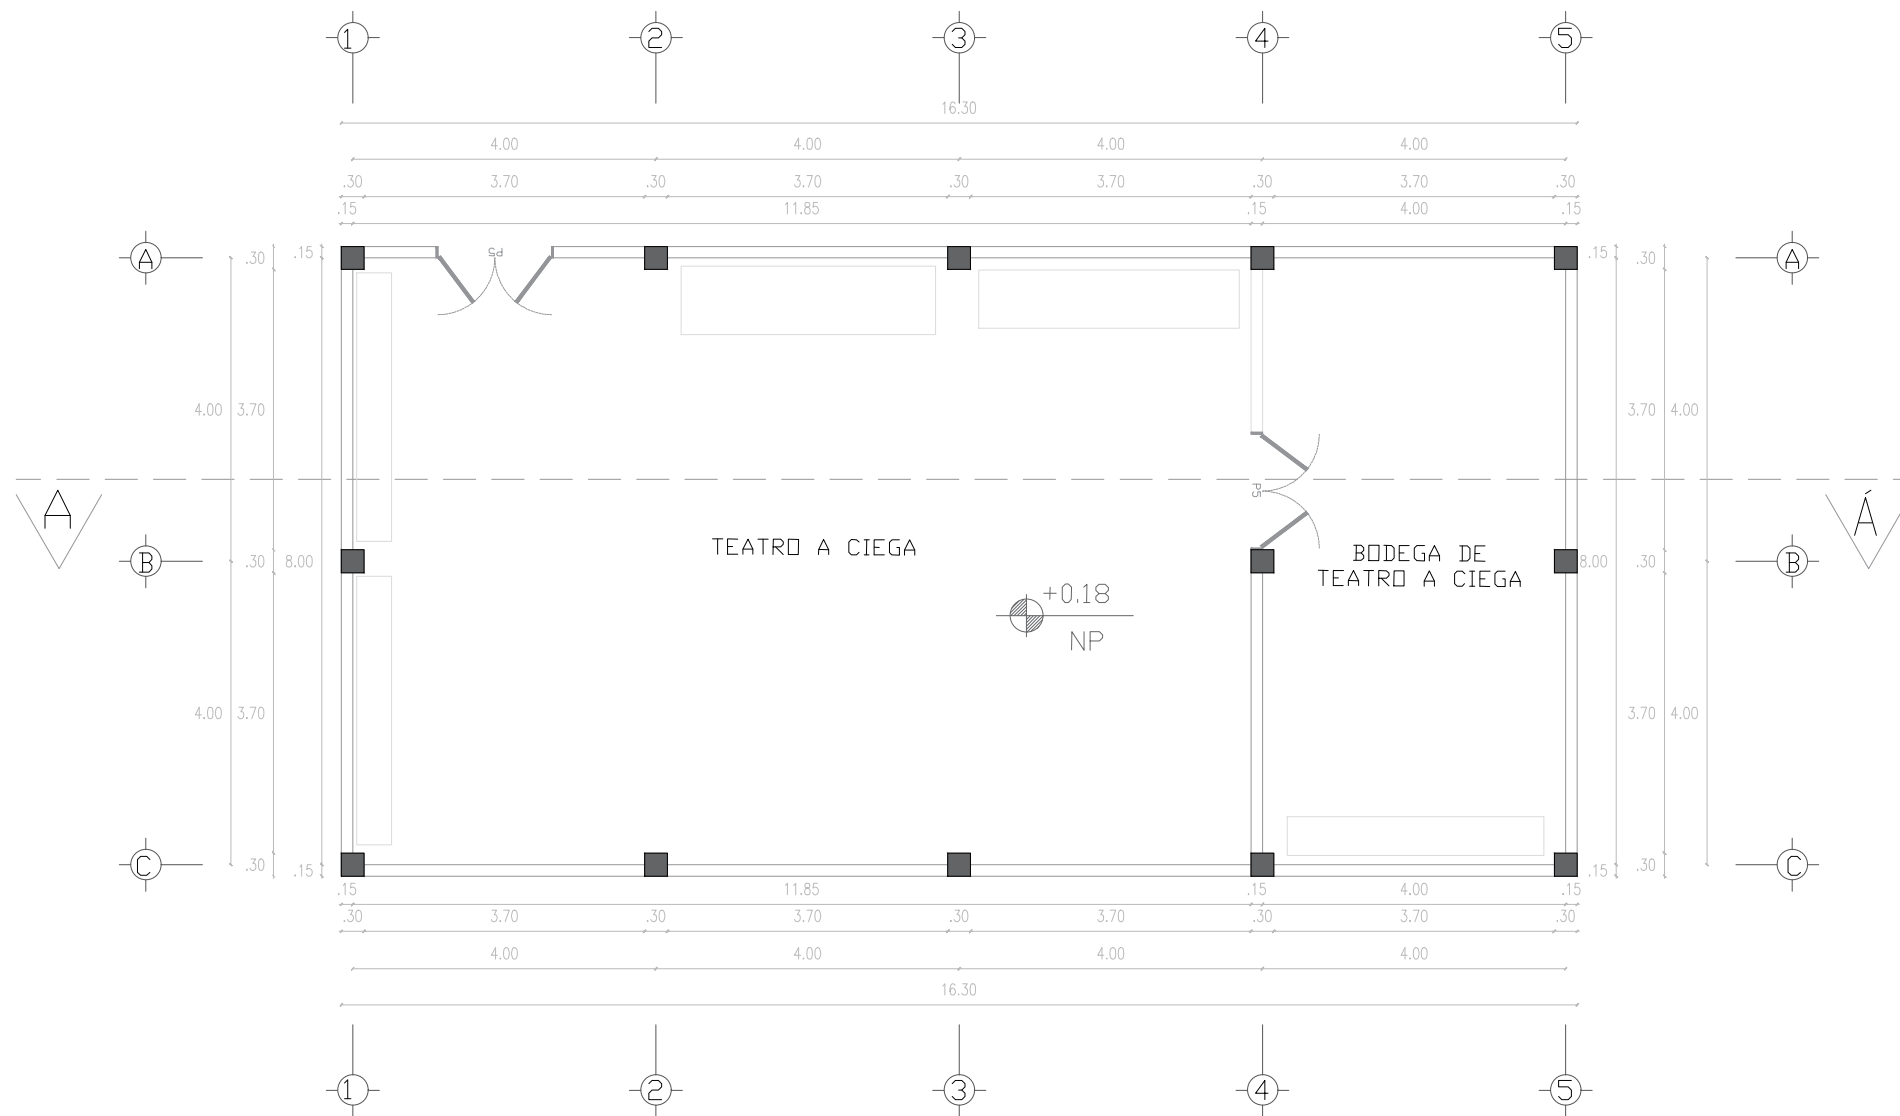 1 2 3 4 5
16.30
4.00 4.00 4.00 4.00
.30 3.70 .30 3.70 .30 3.70 .30 3.70 .30
.15 11.85 .15 4.00 .15
A .30 .15 P5 .15 .30 A
4.00 3.70 3.70 4.00
A P5 Á
TEATRO A CIEGA
BODEGA DE
TEATRO A CIEGA
B .30 8.00 8.00 .30 B
+0.18
NP
4.00 3.70 3.70 4.00
C .30 .15 .15 .30 C
.15 11.85 .15 4.00 .15
.30 3.70 .30 3.70 .30 3.70 .30 3.70 .30
4.00 4.00 4.00 4.00
16.30
1 2 3 4 5